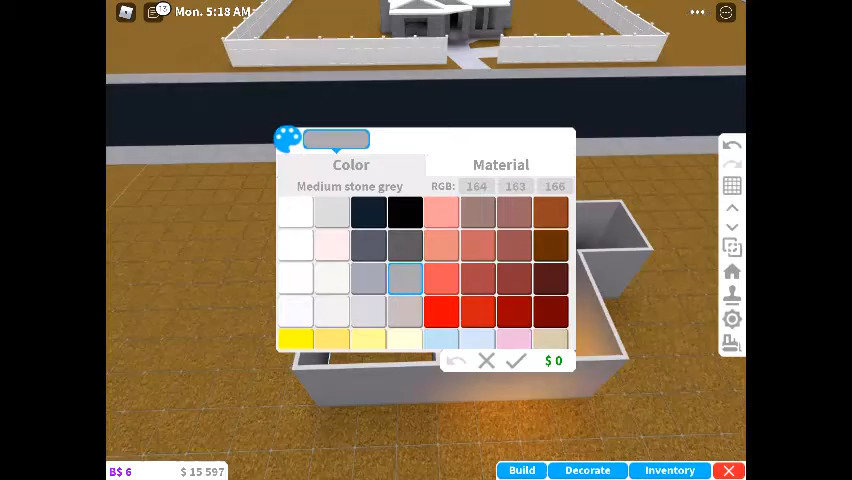 13
Mon. 5:18 AM
Color
Material
Medium stone grey
RGB: 164 163 166
$ 0
B$ 6
$ 15 597
Build
Decorate
Inventory